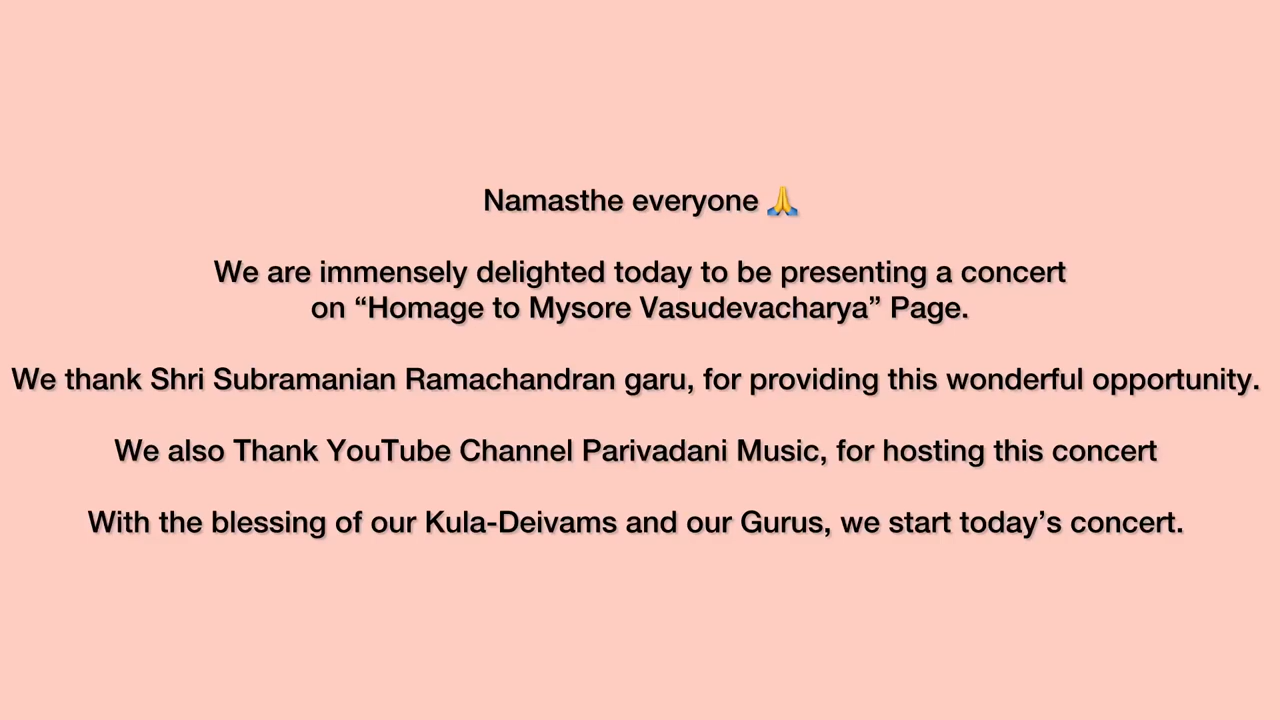 Namasthe everyone 🙏
We are immensely delighted today to be presenting a concert
on “Homage to Mysore Vasudevacharya” Page.
We thank Shri Subramanian Ramachandran garu, for providing this wonderful opportunity.
We also Thank YouTube Channel Parivadani Music, for hosting this concert
With the blessing of our Kula-Deivams and our Gurus, we start today’s concert.